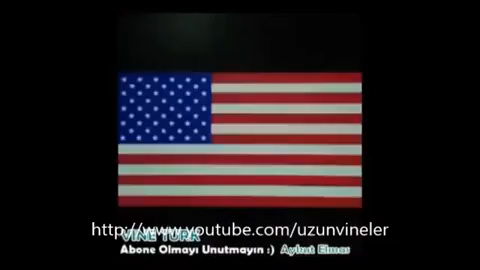 http://www.youtube.com/uzunvineler
VINE TURK
Abone Olmayı Unutmayın :) Aykut Elmas